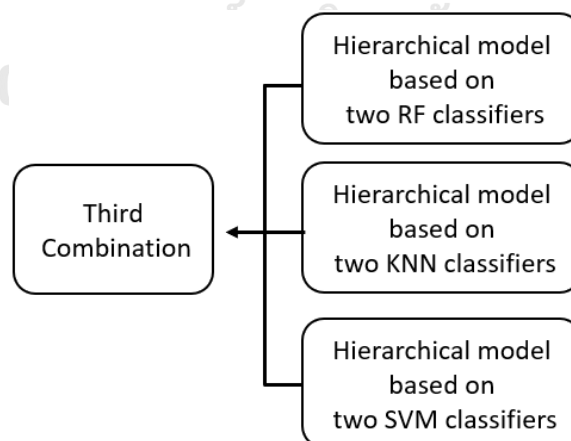 Hierarchical model
based on
two RF classifiers
Third
Combination
Hierarchical model
based on
two KNN classifiers
Hierarchical model
based on
two SVM classifiers